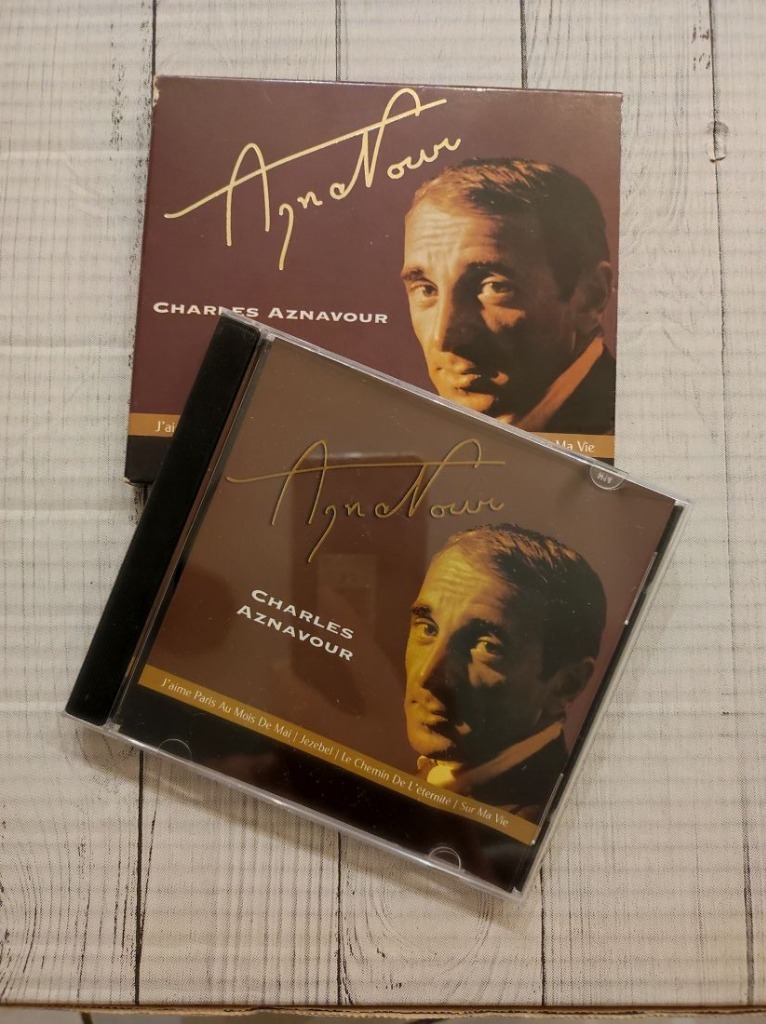 Aznavour
CHARLES AZNAVOUR
J'ai
Ma Vie
Aznavour
CHARLES
AZNAVOUR
J'aime Paris Au Mois De Mai | Jezebel | Le Chemin De L'éternité | Sur Ma Vie